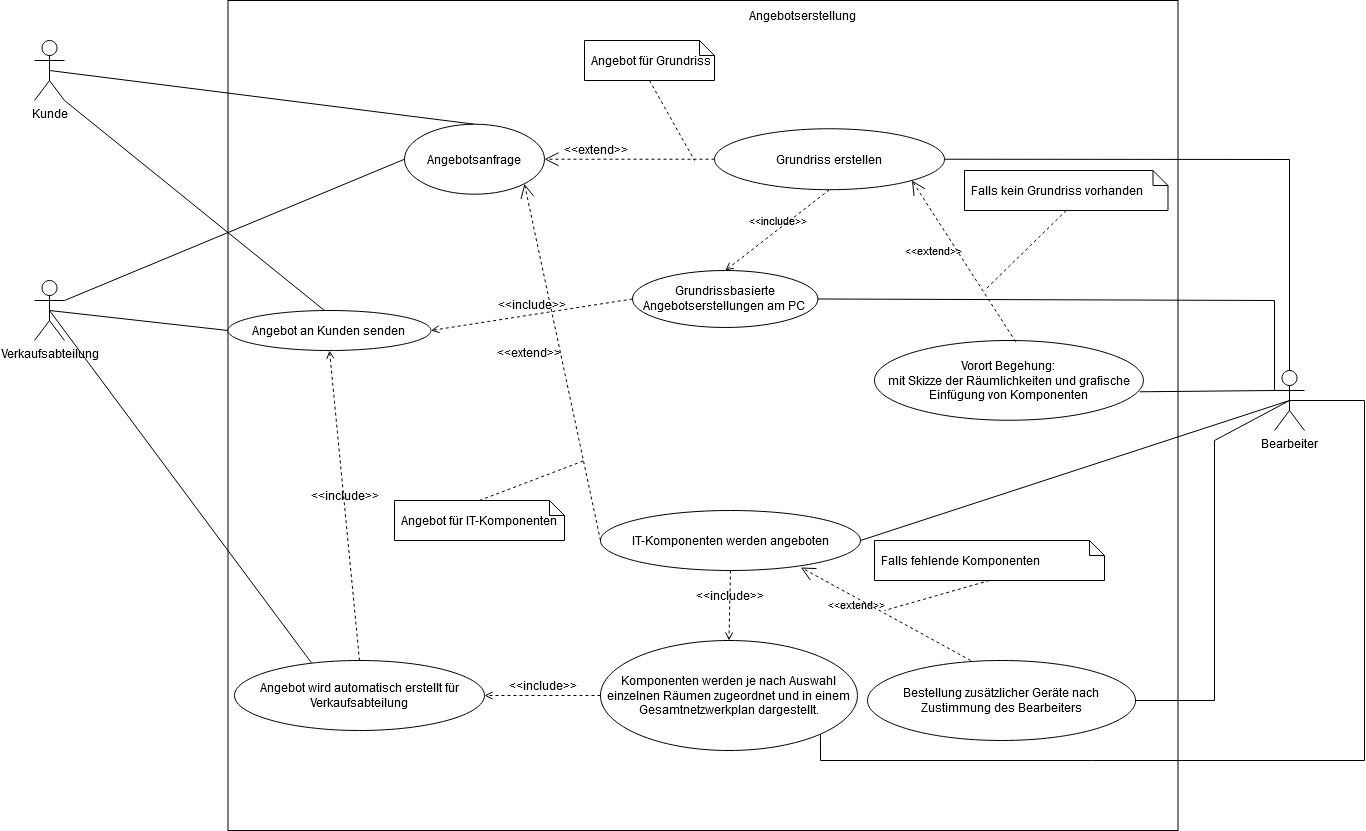 Angebotserstellung
Kunde
Angebot für Grundriss
Angebotsanfrage
<<extend>>
Grundriss erstellen
Falls kein Grundriss vorhanden
<<include>>
<<extend>>
Verkaufsabteilung
Grundrissbasierte
Angebotserstellungen am PC
<<include>>
Angebot an Kunden senden
<<extend>>
Vorort Begehung:
mit Skizze der Räumlichkeiten und grafische
Einfügung von Komponenten
Bearbeiter
<<include>>
Angebot für IT-Komponenten
IT-Komponenten werden angeboten
Falls fehlende Komponenten
<<include>>
<<extend>>
Angebot wird automatisch erstellt für
Verkaufsabteilung
<<include>>
Komponenten werden je nach Auswahl
einzelnen Räumen zugeordnet und in einem
Gesamtnetzwerkplan dargestellt.
Bestellung zusätzlicher Geräte nach
Zustimmung des Bearbeiters